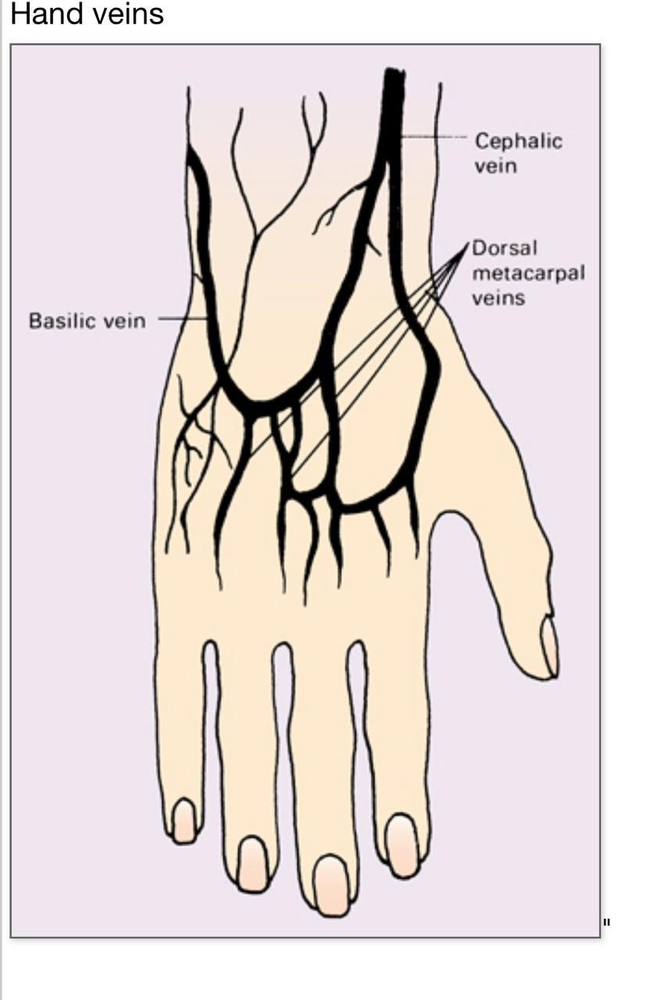 Hand veins
Cephalic
vein
Dorsal
metacarpal
veins
Basilic vein
"